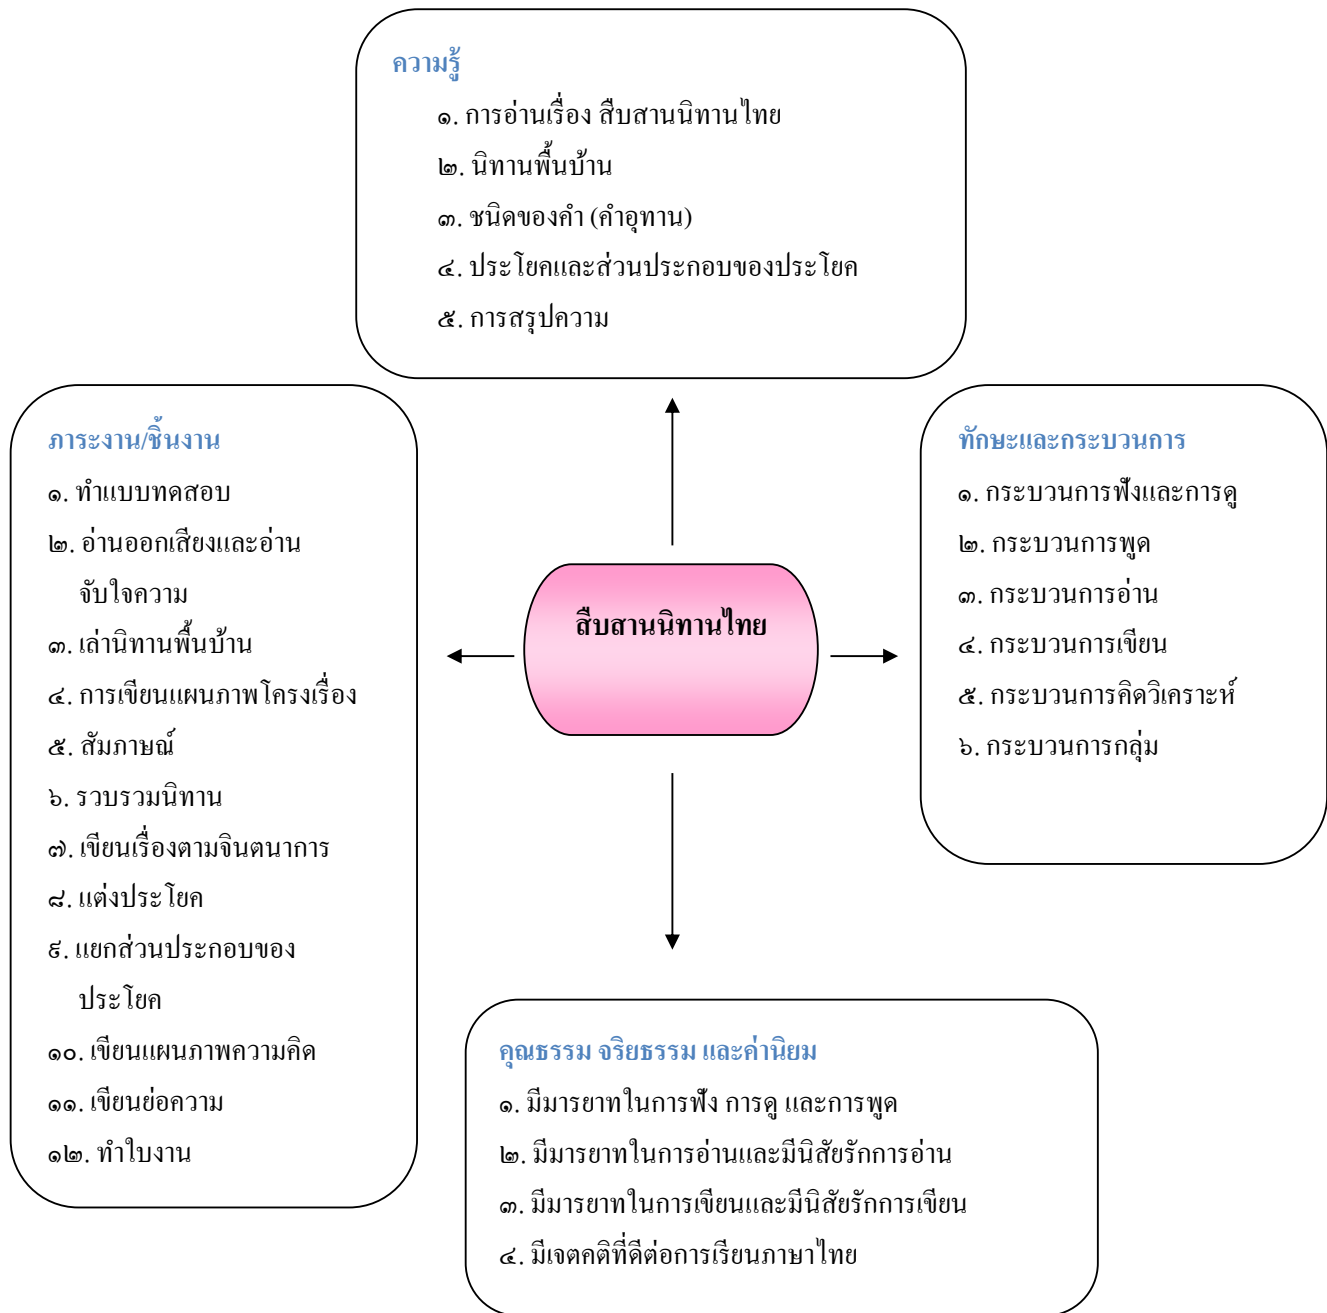 ความรู้
๑. การอ่านเรื่อง สืบสานนิทานไทย
๒. นิทานพื้นบ้าน
๓. ชนิดของคำ (คำอุทาน)
๔. ประโยคและส่วนประกอบของประโยค
๕. การสรุปความ
ภาระงาน/ชิ้นงาน
๑. ทำแบบทดสอบ
๒. อ่านออกเสียงและอ่าน
จับใจความ
๓. เล่านิทานพื้นบ้าน
๔. การเขียนแผนภาพโครงเรื่อง
๕. สัมภาษณ์
๖. รวบรวมนิทาน
๗. เขียนเรื่องตามจินตนาการ
๘. แต่งประโยค
๙. แยกส่วนประกอบของ
ประโยค
๑๐. เขียนแผนภาพความคิด
๑๑. เขียนย่อความ
๑๒. ทำใบงาน
สืบสานนิทานไทย
ทักษะและกระบวนการ
๑. กระบวนการฟังและการดู
๒. กระบวนการพูด
๓. กระบวนการอ่าน
๔. กระบวนการเขียน
๕. กระบวนการคิดวิเคราะห์
๖. กระบวนการกลุ่ม
คุณธรรม จริยธรรม และค่านิยม
๑. มีมารยาทในการฟัง การดู และการพูด
๒. มีมารยาทในการอ่านและมีนิสัยรักการอ่าน
๓. มีมารยาทในการเขียนและมีนิสัยรักการเขียน
๔. มีเจตคติที่ดีต่อการเรียนภาษาไทย